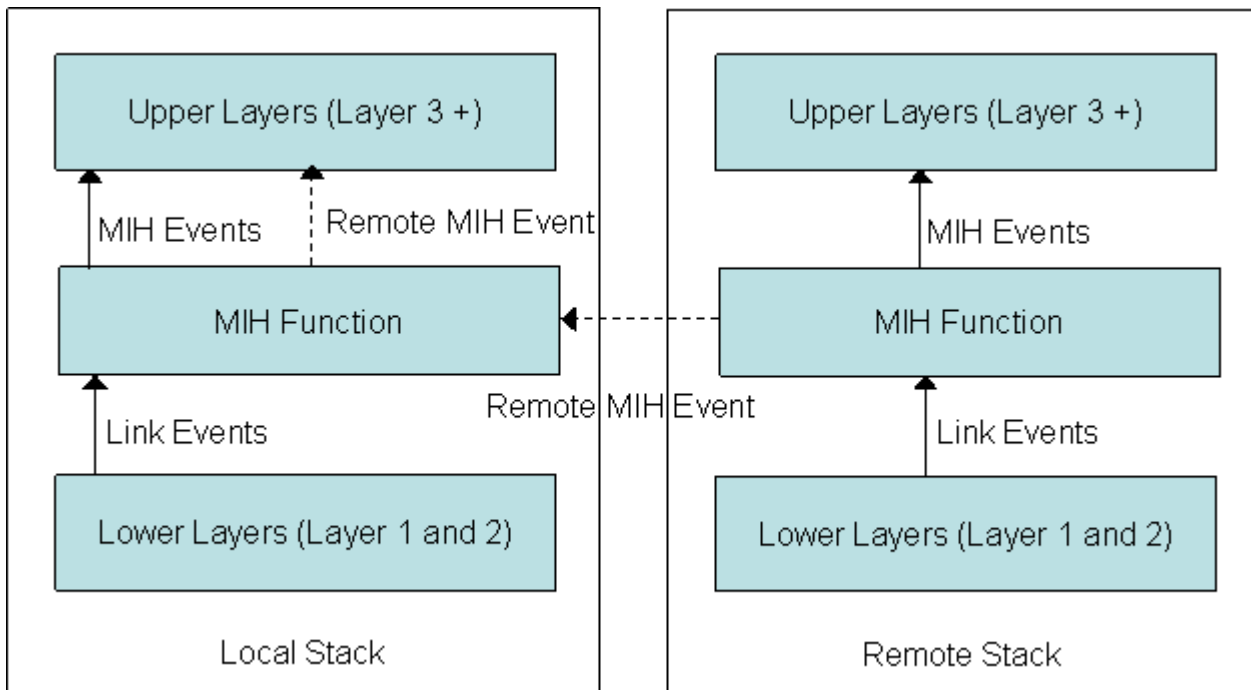 Upper Layers (Layer 3 +)
MIH Events
Remote MIH Event
MIH Function
Link Events
Lower Layers (Layer 1 and 2)
Local Stack
Remote MIH Event
Upper Layers (Layer 3 +)
MIH Events
MIH Function
Link Events
Lower Layers (Layer 1 and 2)
Remote Stack